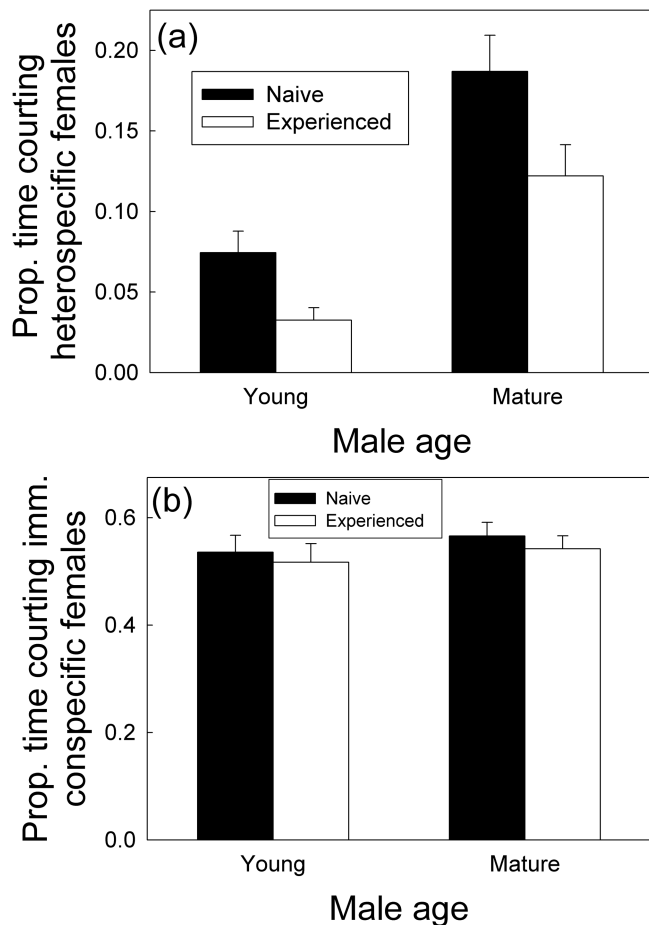 (a)
Prop. time courting
heterospecific females
0.20
0.15
0.10
0.05
0.00
Naive
Experienced
Young
Mature
Male age
(b)
Prop. time courting imm.
conspecific females
0.6
0.4
0.2
0.0
Naive
Experienced
Young
Mature
Male age